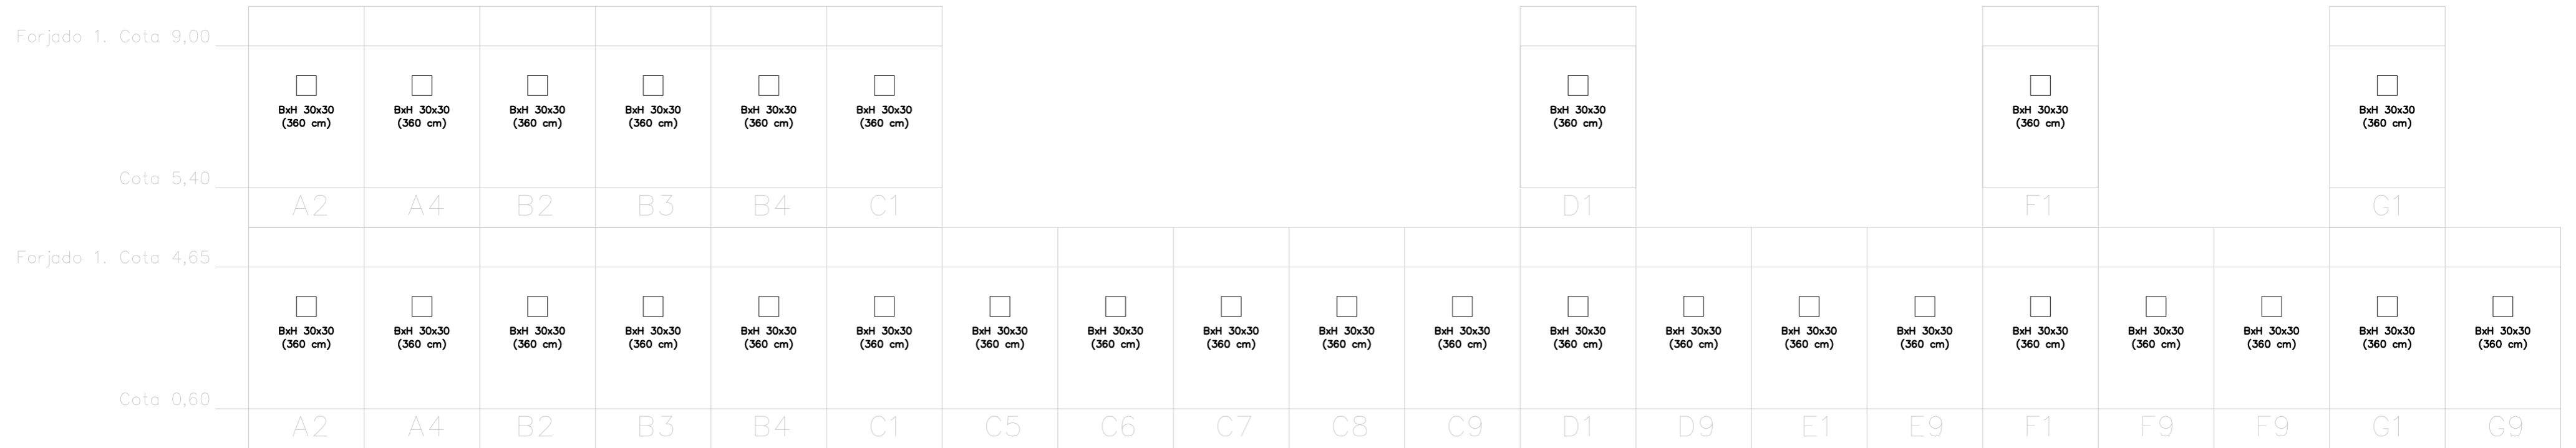 Forjado 1. Cota 9,00
BxH 30x30 BxH 30x30 BxH 30x30 BxH 30x30 BxH 30x30 BxH 30x30 BxH 30x30 BxH 30x30 BxH 30x30
(360 cm) (360 cm) (360 cm) (360 cm) (360 cm) (360 cm) (360 cm) (360 cm) (360 cm)
Cota 5,40
A2 A4 B2 B3 B4 C1 D1 F1 G1
Forjado 1. Cota 4,65
BxH 30x30 BxH 30x30 BxH 30x30 BxH 30x30 BxH 30x30 BxH 30x30 BxH 30x30 BxH 30x30 BxH 30x30 BxH 30x30 BxH 30x30 BxH 30x30 BxH 30x30 BxH 30x30 BxH 30x30 BxH 30x30 BxH 30x30 BxH 30x30 BxH 30x30 BxH 30x30
(360 cm) (360 cm) (360 cm) (360 cm) (360 cm) (360 cm) (360 cm) (360 cm) (360 cm) (360 cm) (360 cm) (360 cm) (360 cm) (360 cm) (360 cm) (360 cm) (360 cm) (360 cm) (360 cm) (360 cm)
Cota 0,60
A2 A4 B2 B3 B4 C1 C5 C6 C7 C8 C9 D1 D9 E1 E9 F1 F9 F9 G1 G9